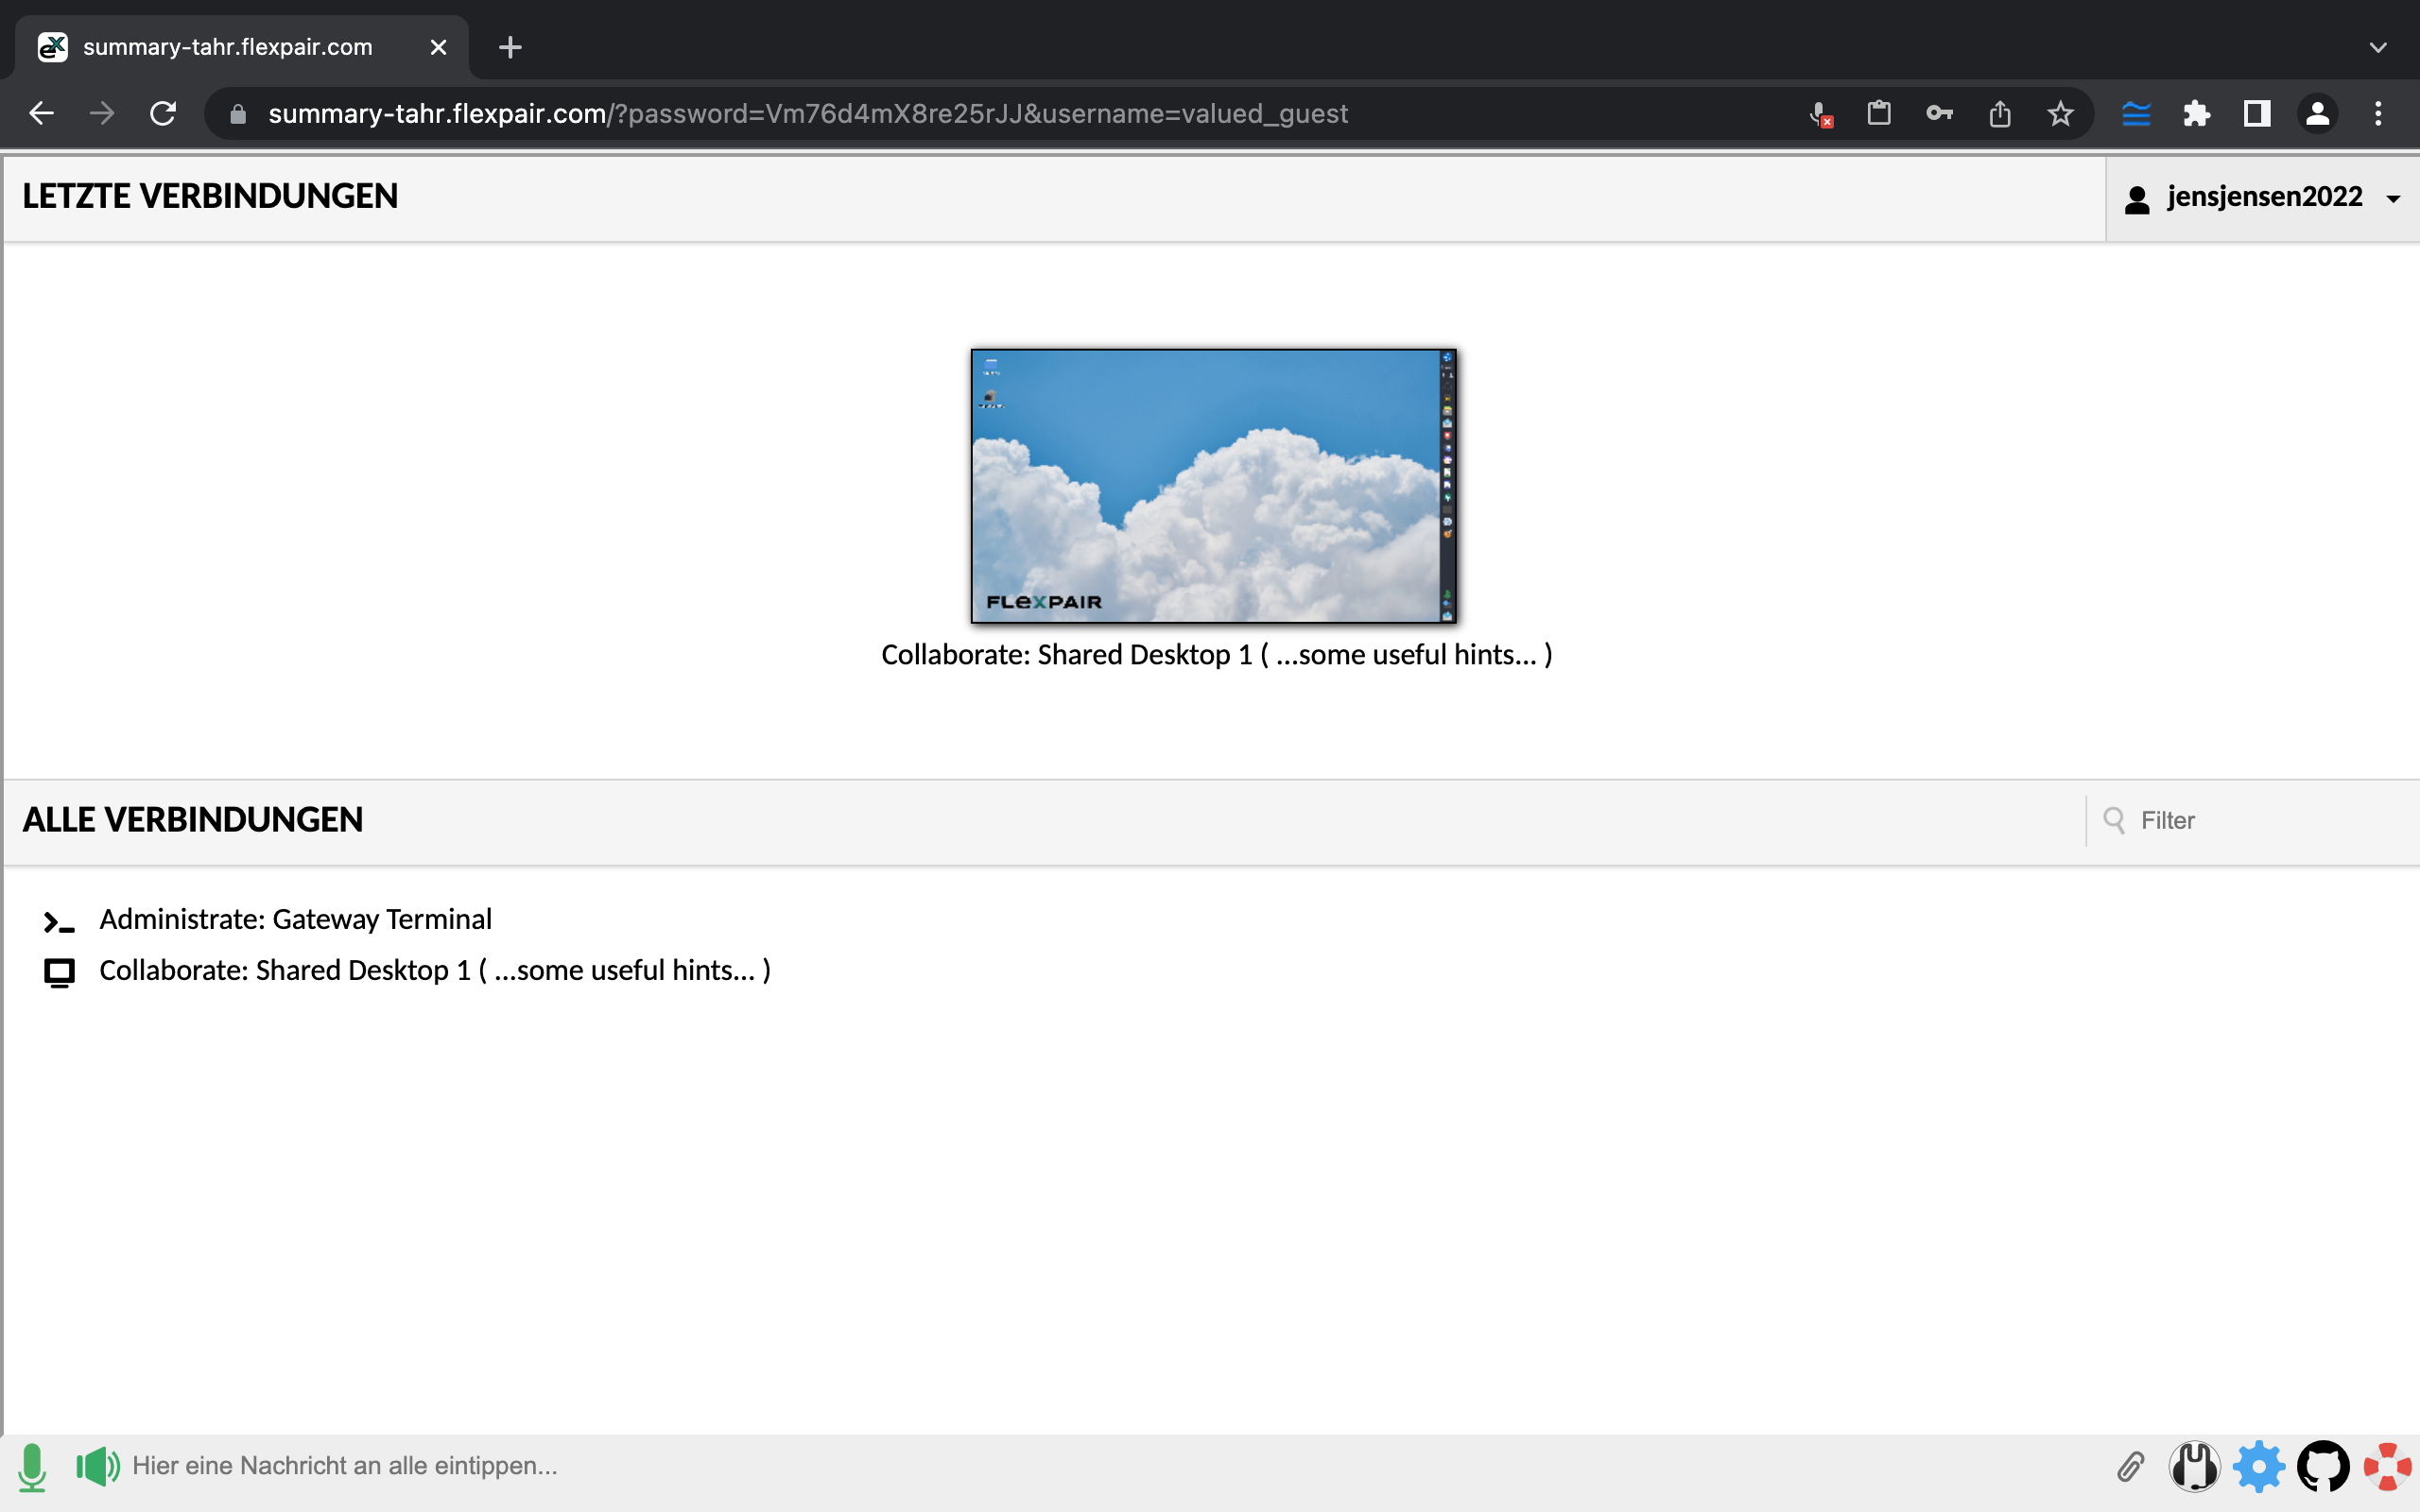 summary-tahr.flexpair.com
summary-tahr.flexpair.com/?password=Vm76d4mX8re25rJJ&username=valued_guest
LETZTE VERBINDUNGEN
jensjensen2022
FLeXPAIR
Collaborate: Shared Desktop 1 ( ...some useful hints... )
ALLE VERBINDUNGEN
Filter
Administrate: Gateway Terminal
Collaborate: Shared Desktop 1 ( ...some useful hints... )
Hier eine Nachricht an alle eintippen...